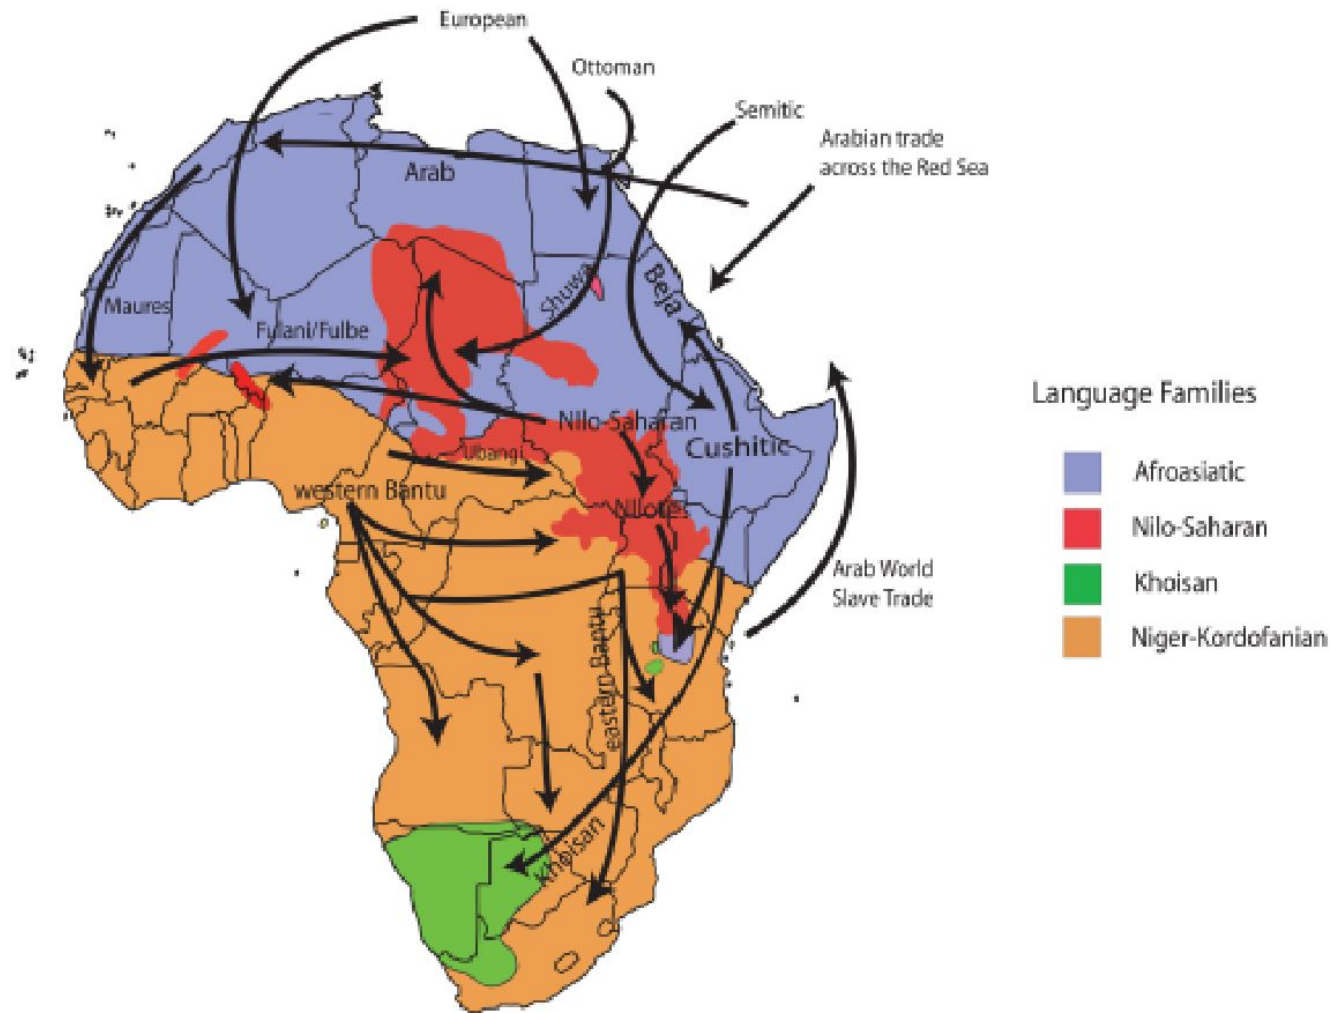 European
Ottoman
Semitic
Arabian trade
across the Red Sea
Arab
Shuwa
Beja
Maures
Fulani/Fulbe
Nilo-Saharan
Cushitic
Ubangi
western Bantu
Nilotes
Arab World
Slave Trade
eastern Bantu
Khoisan
Language Families
Afroasiatic
Nilo-Saharan
Khoisan
Niger-Kordofanian